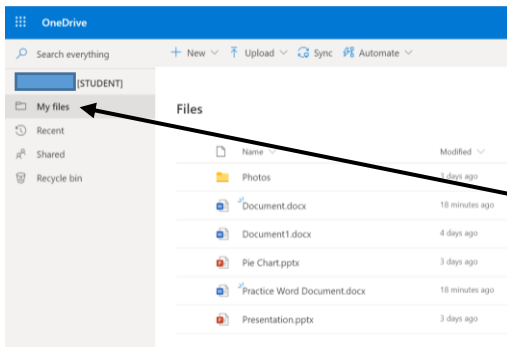 OneDrive
Search everything
New Upload Sync Automate
[STUDENT]
My files
Recent
Shared
Recycle bin
Files
Name Modified
Photos 3 days ago
Document.docx 18 minutes ago
Document1.docx 4 days ago
Pie Chart.pptx 3 days ago
Practice Word Document.docx 18 minutes ago
Presentation.pptx 3 days ago